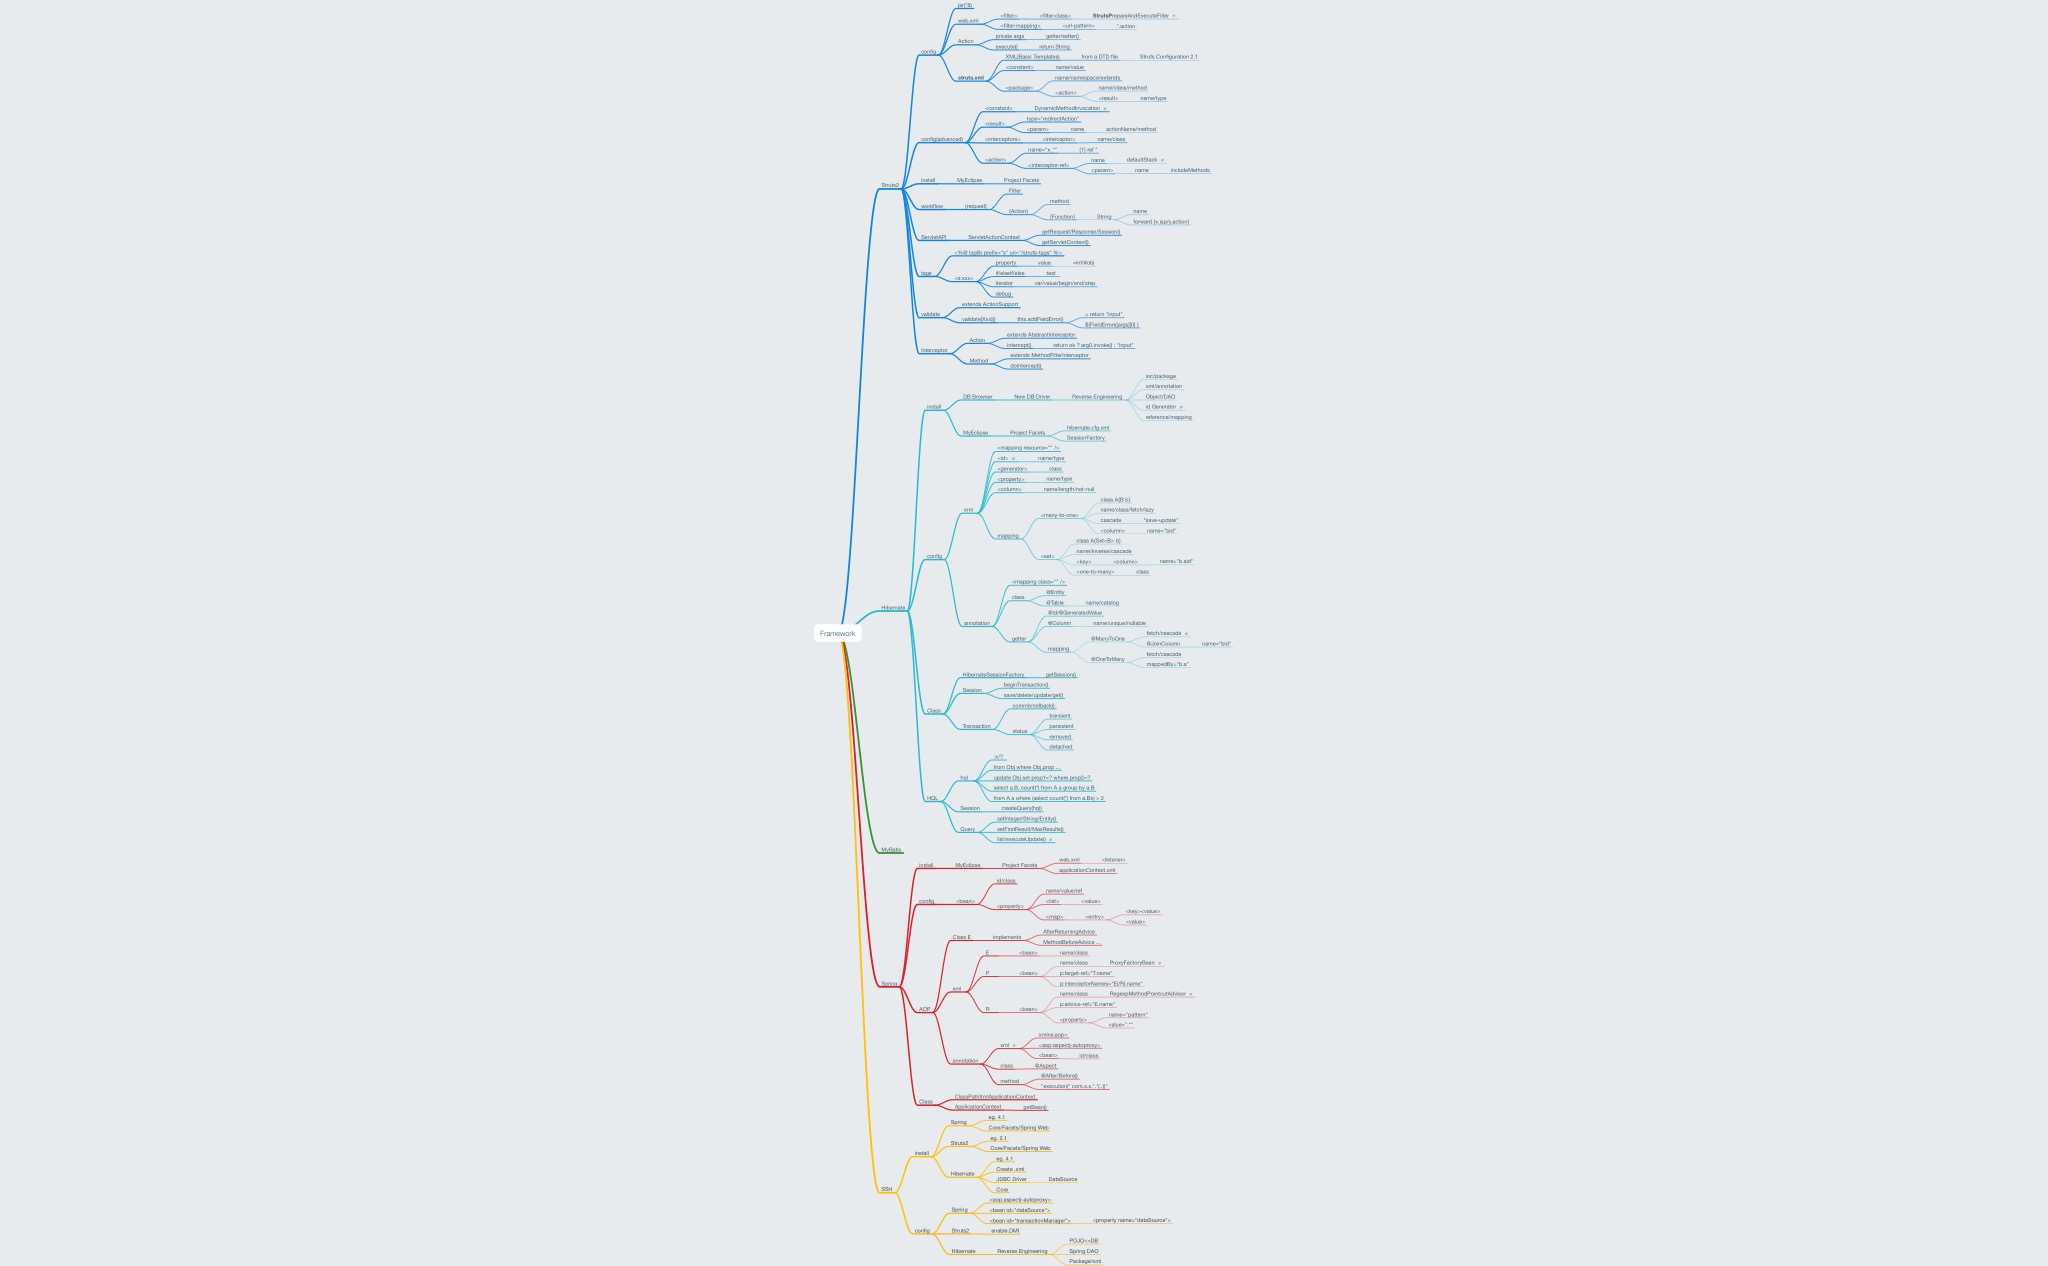 Framework
Struts2
config
jar(*8)
web.xml
<filter> <filter-class> StrutsPrepareAndExecuteFilter
<filter-mapping> <url-pattern> *.action
Action
private args getter/setter()
execute() return String
struts.xml
XML(Basic Templates) from a DTD file Struts Configuration 2.1
<constant> name/value
<package>
name/namespace/extends
<action>
name/class/method
<result> name/type
config(advanced)
<constant> DynamicMethodInvocation
<result>
type="redirectAction"
<param> name actionName/method
<interceptors> <interceptor> name/class
<action>
name="x_*" {1} ref *
<interceptor-ref>
name defaultStack
<param> name includeMethods
install MyEclipse Project Facets
workflow (request)
Filter
(Action)
method
(Function) String
name
forward (x.jsp/y.action)
ServletAPI ServletActionContext
getRequest/Response/Session()
getServletContext()
tags
<%@ taglib prefix="s" uri="/struts-tags" %>
<s:xxx>
property value =int/#obj
if/elseif/else test
iterator var/value/begin/end/step
debug
validate
extends ActionSupport
validate[Xxx]() this.addFieldError()
= return "input"
${FieldErrors[args][0] }
Interceptor
Action
extends AbstractInterceptor
intercept() return ok ? arg0.invoke() : "input"
Method
extends MethodFilterInterceptor
doIntercept()
Hibernate
install
DB Browser New DB Driver Reverse Engineering
src/package
xml/annotation
Object/DAO
id Generator
reference/mapping
MyEclipse Project Facets
hibernate.cfg.xml
SessionFactory
config
xml
<mapping resource="" />
<id> name/type
<generator> class
<property> name/type
<column> name/length/not-null
mapping
<many-to-one>
class A{B b}
name/class/fetch/lazy
cascade "save-update"
<column> name="bid"
<set>
class A{Set<B> b}
name/inverse/cascade
<key> <column> name="b.aid"
<one-to-many> class
annotation
<mapping class="" />
class
@Entity
@Table name/catalog
getter
@Id/@GeneratedValue
@Column name/unique/nullable
mapping
@ManyToOne
fetch/cascade
@JoinColumn name="bid"
@OneToMany
fetch/cascade
mappedBy="b.a"
Class
HibernateSessionFactory getSession()
Session
beginTransaction()
save/delete/update/get()
Transaction
commit/rollback()
status
transient
persistent
removed
detached
HQL
hql
:x/?
from Obj where Obj.prop ...
update Obj set prop1=? where prop2=?
select a.B, count(*) from A a group by a.B
from A a where (select count(*) from a.Bs) > 2
Session createQuery(hql)
Query
setInteger/String/Entity()
setFirstResult/MaxResults()
list/executeUpdate()
MyBatis
Spring
install MyEclipse Project Facets
web.xml <listener>
applicationContext.xml
config <bean>
id/class
<property>
name/value/ref
<list> <value>
<map> <entry>
<key><value>
<value>
AOP
Class E implements
AfterReturningAdvice
MethodBeforeAdvice ...
xml
E <bean> name/class
P <bean>
name/class ProxyFactoryBean
p:target-ref="T.name"
p:interceptorNames="E(/R).name"
R <bean>
name/class RegexpMethodPointcutAdvisor
p:advice-ref="E.name"
<property>
name="pattern"
value=".*"
annotation
xml
xmlns:aop=
<aop:aspectj-autoproxy>
<bean> id/class
class @Aspect
method
@After/Before()
"execution(* com.x.x.*.*(..))"
Class
ClassPathXmlApplicationContext
ApplicationContext getBean()
SSH
install
Spring
eg. 4.1
Core/Facets/Spring Web
Struts2
eg. 2.1
Core/Facets/Spring Web
Hibernate
eg. 4.1
Create .xml
JDBC Driver DataSource
Core
config
Spring
<aop:aspectj-autoproxy>
<bean id="dataSource">
<bean id="transactionManager"> <property name="dataSource">
Struts2 enable.DMI
Hibernate Reverse Engineering
POJO<>DB
Spring DAO
Package/xml